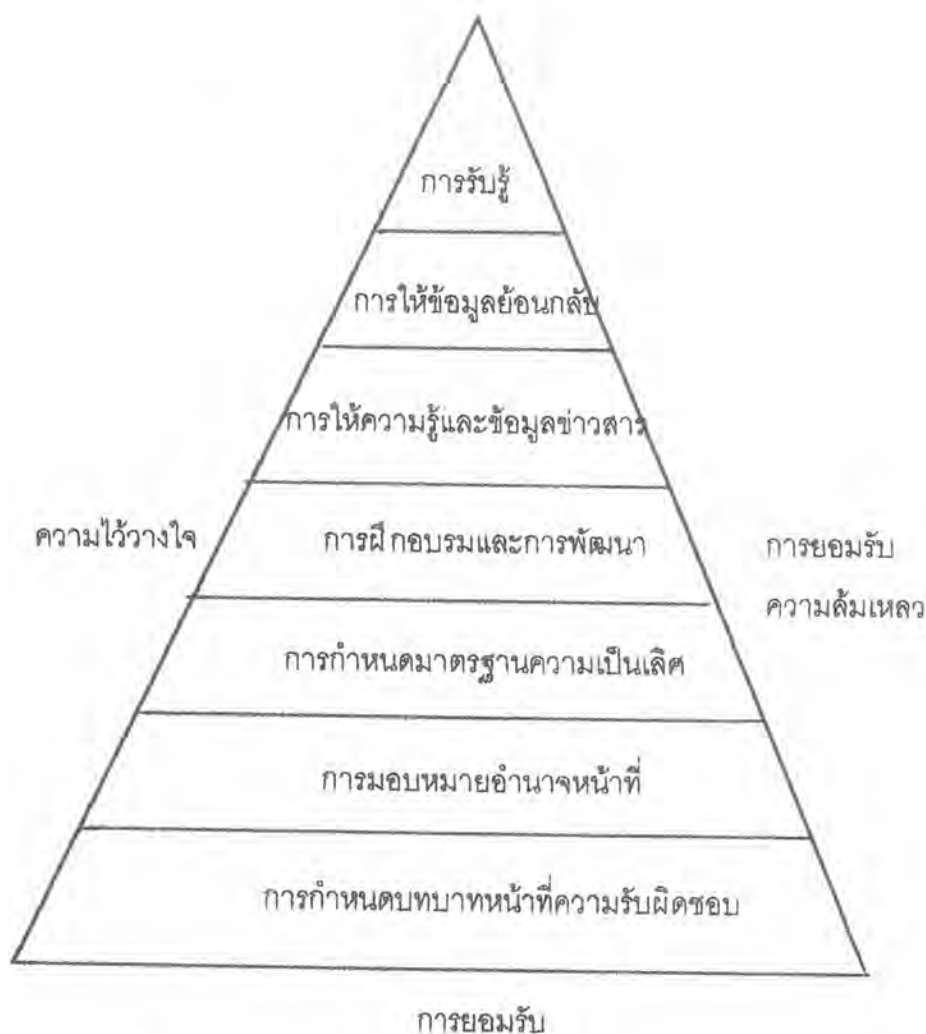 การรับรู้
การให้ข้อมูลย้อนกลับ
การให้ความรู้และข้อมูลข่าวสาร
ความไว้วางใจ
การฝึกอบรมและการพัฒนา
การยอมรับ
ความล้มเหลว
การกำหนดมาตรฐานความเป็นเลิศ
การมอบหมายอำนาจหน้าที่
การกำหนดบทบาทหน้าที่ความรับผิดชอบ
การยอมรับ